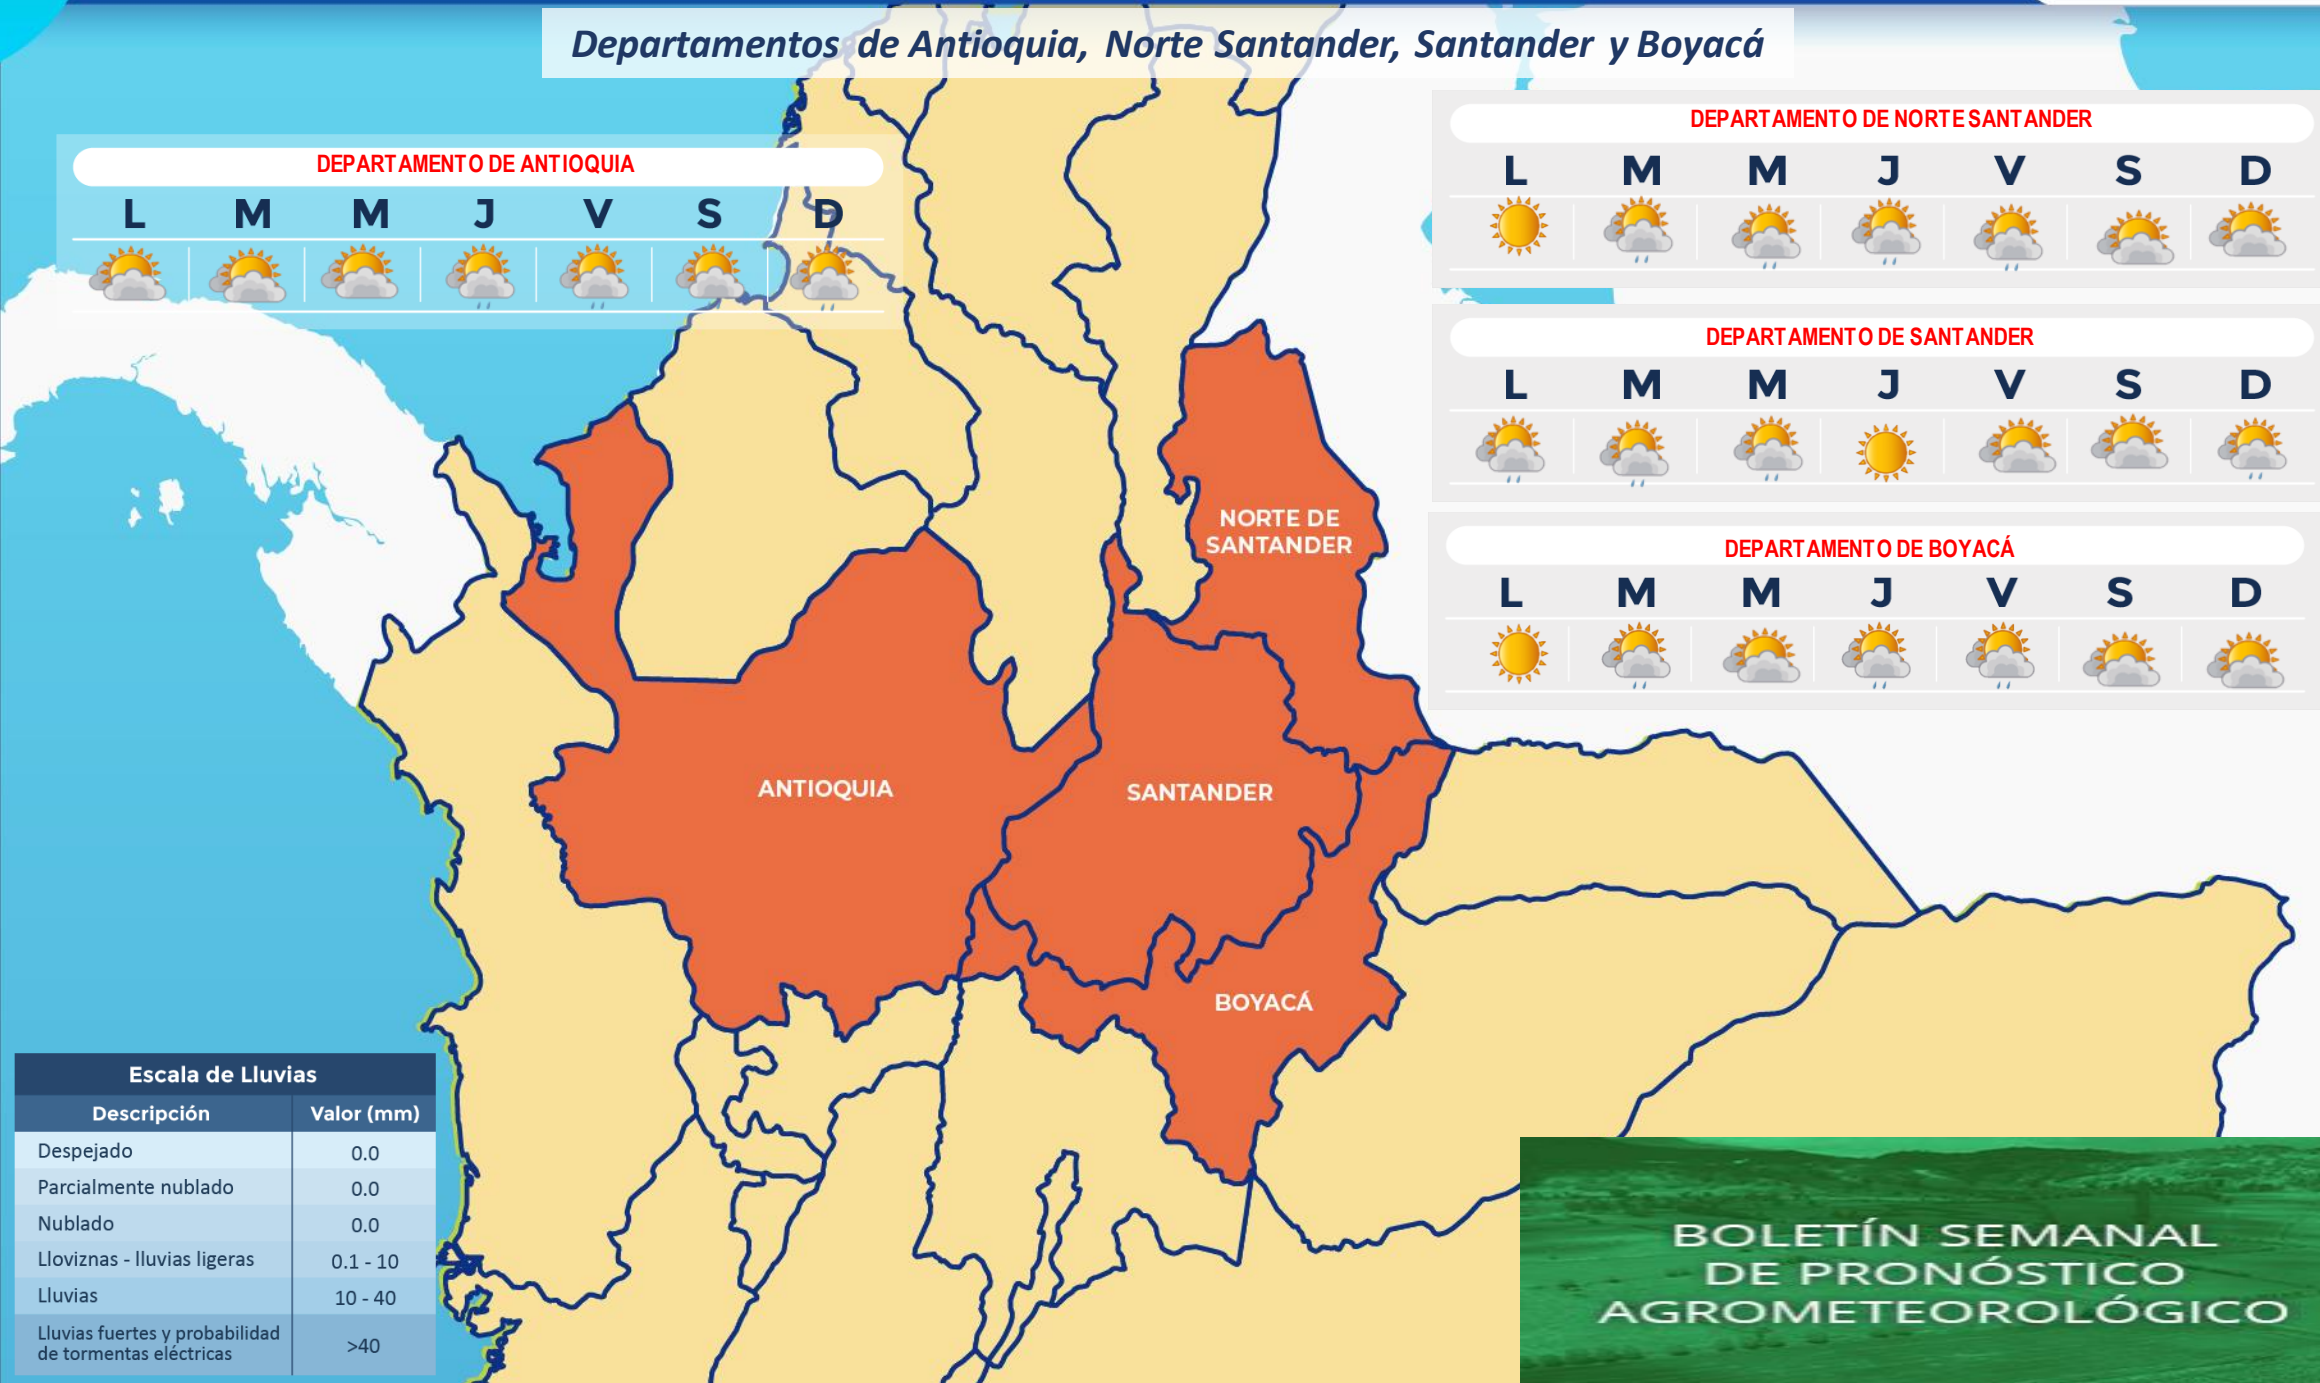 Departamentos de Antioquia, Norte Santander, Santander y Boyacá
DEPARTAMENTO DE ANTIOQUIA
L M M J V S D
DEPARTAMENTO DE NORTE SANTANDER
L M M J V S D
DEPARTAMENTO DE SANTANDER
L M M J V S D
DEPARTAMENTO DE BOYACÁ
L M M J V S D
NORTE DE
SANTANDER
ANTIOQUIA
SANTANDER
BOYACÁ
Escala de Lluvias
Descripción Valor (mm)
Despejado 0.0
Parcialmente nublado 0.0
Nublado 0.0
Lloviznas - lluvias ligeras 0.1 - 10
Lluvias 10 - 40
Lluvias fuertes y probabilidad
de tormentas eléctricas >40
BOLETÍN SEMANAL
DE PRONÓSTICO
AGROMETEOROLÓGICO